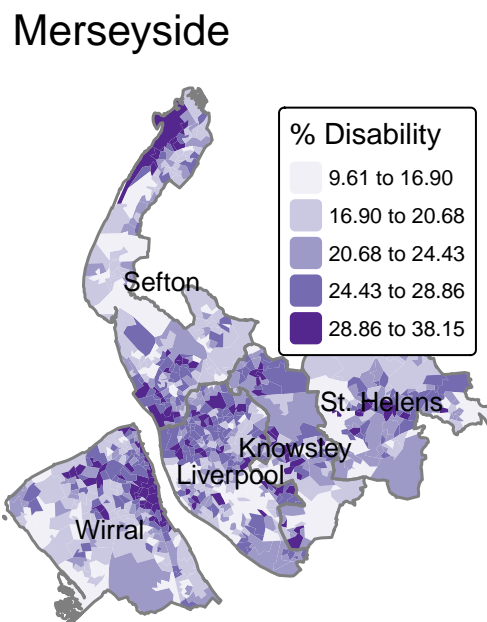 Merseyside
% Disability
9.61 to 16.90
16.90 to 20.68
20.68 to 24.43
24.43 to 28.86
28.86 to 38.15
Sefton
St. Helens
Knowsley
Liverpool
Wirral